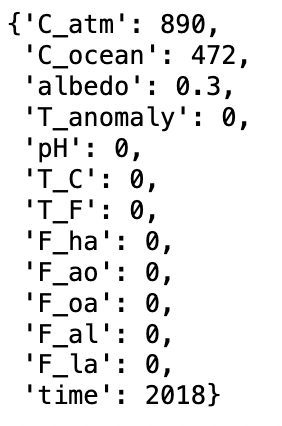 {'C_atm': 890,
'C_ocean': 472,
'albedo': 0.3,
'T_anomaly': 0,
'pH': 0,
'T_C': 0,
'T_F': 0,
'F_ha': 0,
'F_ao': 0,
'F_oa': 0,
'F_al': 0,
'F_la': 0,
'time': 2018}